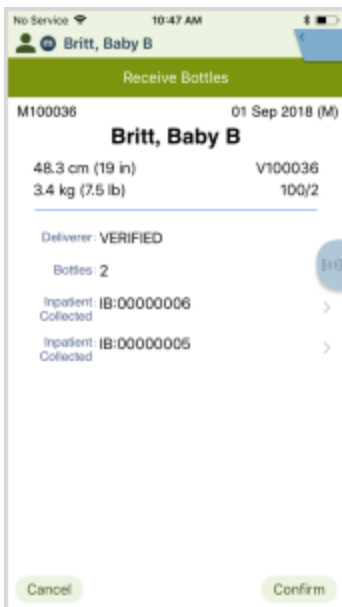 No Service 10:47 AM
Britt, Baby B
Receive Bottles
M100036 01 Sep 2018 (M)
Britt, Baby B
48.3 cm (19 in) V100036
3.4 kg (7.5 lb) 100/2
Deliverer: VERIFIED
Bottles: 2
Inpatient: IB:00000006
Collected
Inpatient: IB:00000005
Collected
Cancel Confirm